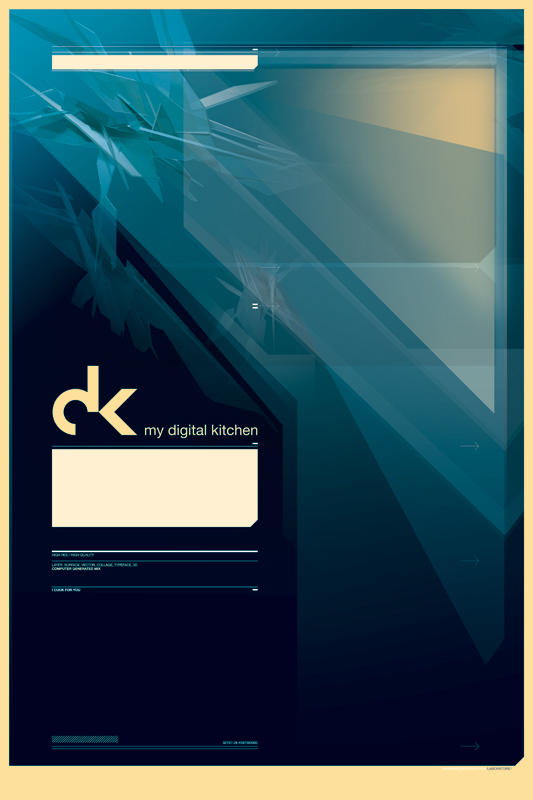 dk
my digital kitchen
HIGH RES / HIGH QUALITY
LAYER, SURFACE, VECTOR, COLLAGE, TYPEFACE, 3D
COMPUTER GENERATED MIX
I COOK FOR YOU